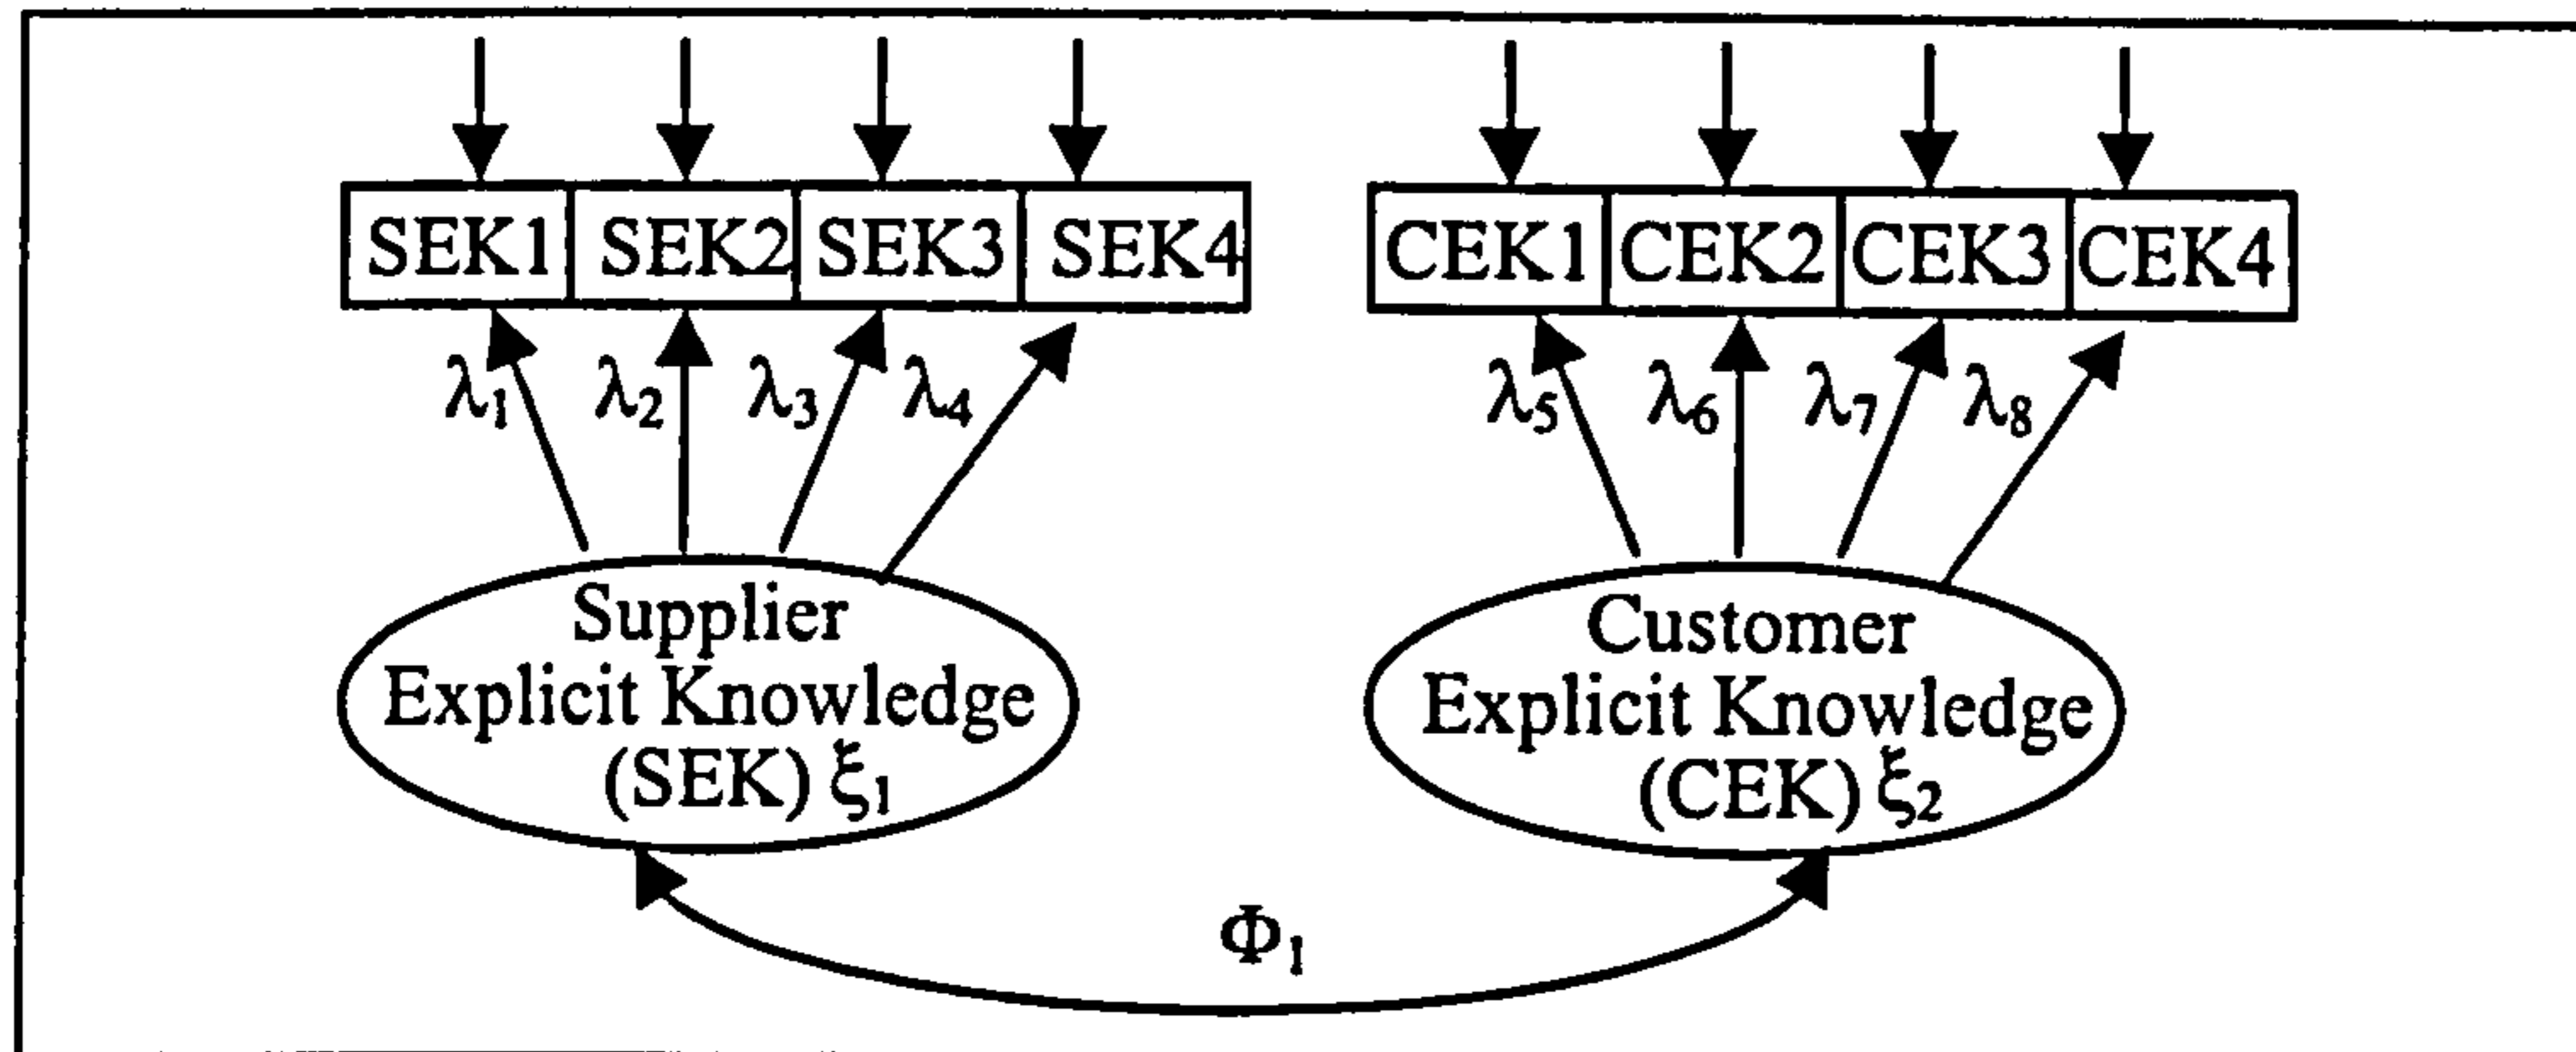 SEK1 SEK2 SEK3 SEK4
CEK1 CEK2 CEK3 CEK4
λ1 λ2 λ3 λ4
λ5 λ6 λ7 λ8
Supplier
Explicit Knowledge
(SEK) ξ1
Customer
Explicit Knowledge
(CEK) ξ2
Φ1